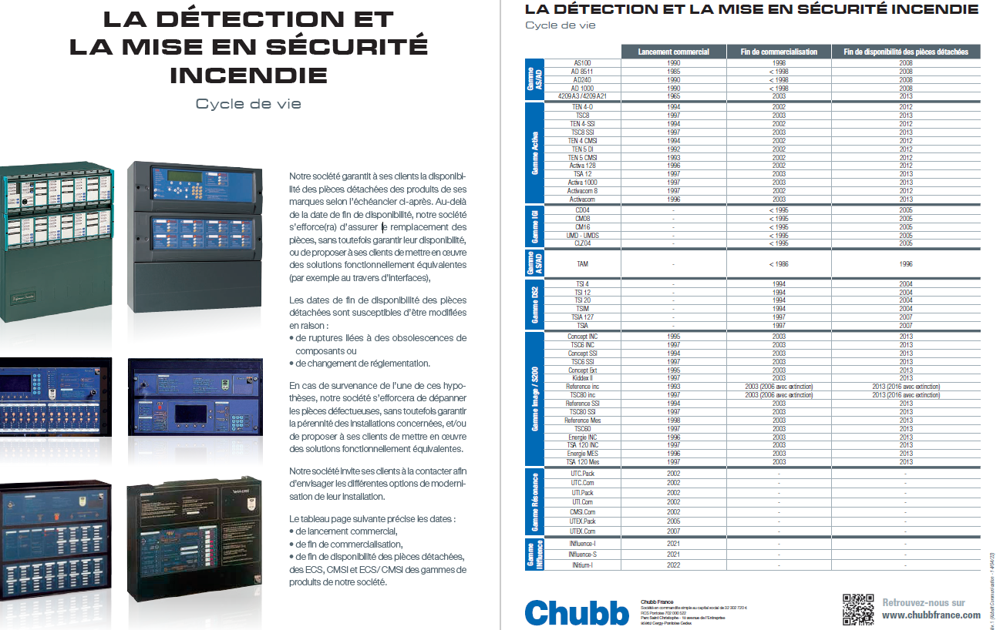 LA DÉTECTION ET
LA MISE EN SÉCURITÉ
INCENDIE
Cycle de vie
Notre société garantit à ses clients la disponibi-
lité des pièces détachées des produits de ses
marques selon l'échéancier ci-après. Au-delà
de la date de fin de disponibilité, notre société
s'efforce(ra) d'assurer le remplacement des
pièces, sans toutefois garantir leur disponibilité,
ou de proposer à ses clients de mettre en œuvre
des solutions fonctionnellement équivalentes
(par exemple au travers d'interfaces),
Les dates de fin de disponibilité des pièces
détachées sont susceptibles d'être modifiées
en raison :
• de ruptures liées à des obsolescences de
composants ou
• de changement de réglementation.
En cas de survenance de l'une de ces hypo-
thèses, notre société s'efforcera de dépanner
les pièces défectueuses, sans toutefois garantir
la pérennité des installations concernées, et/ou
de proposer à ses clients de mettre en œuvre
des solutions fonctionnellement équivalentes.
Notre société invite ses clients à la contacter afin
d'envisager les différentes options de moderni-
sation de leur installation.
Le tableau page suivante précise les dates :
• de lancement commercial,
• de fin de commercialisation,
• de fin de disponibilité des pièces détachées,
des ECS, CMSI et ECS/ CMSI des gammes de
produits de notre société.
LA DÉTECTION ET LA MISE EN SÉCURITÉ INCENDIE
Cycle de vie
Lancement commercial Fin de commercialisation Fin de disponibilité des pièces détachées
Gamme AS/AD
AS100 1990 1998 2008
AD 8511 1985 < 1998 2008
AD240 1990 < 1998 2008
AD 1000 1990 < 1998 2008
4209 A3 / 4209 A21 1965 2003 2013
Gamme Activa
TEN 4-D 1994 2002 2012
TSC8 1997 2003 2013
TEN 4-SSI 1994 2002 2012
TSC8 SSI 1997 2003 2013
TEN 4 CMSI 1994 2002 2012
TEN 5 DI 1992 2002 2012
TEN 5 CMSI 1993 2002 2012
Activa 128 1996 2002 2012
TSA 12 1997 2003 2013
Activa 1000 1997 2003 2013
Activacom 8 1997 2002 2012
Activacom 1996 2003 2013
Gamme IGI
CD04 - < 1995 2005
CM08 - < 1995 2005
CM16 - < 1995 2005
UMD - UMDS - < 1995 2005
CLZ04 - < 1995 2005
Gamme AS/AD
TAM - < 1986 1996
Gamme DS2
TSI 4 - 1994 2004
TSI 12 - 1994 2004
TSI 20 - 1994 2004
TSIM - 1994 2004
TSIA 127 - 1997 2007
TSIA - 1997 2007
Gamme Imago / S200
Concept INC 1995 2003 2013
TSC6 INC 1997 2003 2013
Concept SSI 1994 2003 2013
TSC6 SSI 1997 2003 2013
Concept Ext 1995 2003 2013
Kiddex II 1997 2003 2013
Reference inc 1993 2003 (2006 avec extinction) 2013 (2016 avec extinction)
TSC80 inc 1997 2003 (2006 avec extinction) 2013 (2016 avec extinction)
Reference SSI 1994 2003 2013
TSC80 SSI 1997 2003 2013
Reference Mes 1998 2003 2013
TSC60 1997 2003 2013
Energie INC 1996 2003 2013
TSA 120 INC 1997 2003 2013
Energie MES 1996 2003 2013
TSA 120 Mes 1997 2003 2013
Gamme Résonance
UTC.Pack 2002 - -
UTC.Com 2002 - -
UTI.Pack 2002 - -
UTI.Com 2002 - -
CMSI.Com 2002 - -
UTEX.Pack 2005 - -
UTEX.Com 2007 - -
Gamme INfluence
INfluence-I 2021 - -
INfluence-S 2021 - -
INitium-I 2022 - -
Chubb
Chubb France
Société en commandite simple au capital social de 32 302 720 €
RCS Pontoise 702 000 522
Parc Saint Christophe - 10 avenue de l'Entreprise
95862 Cergy-Pontoise Cedex
Retrouvez-nous sur
www.chubbfrance.com